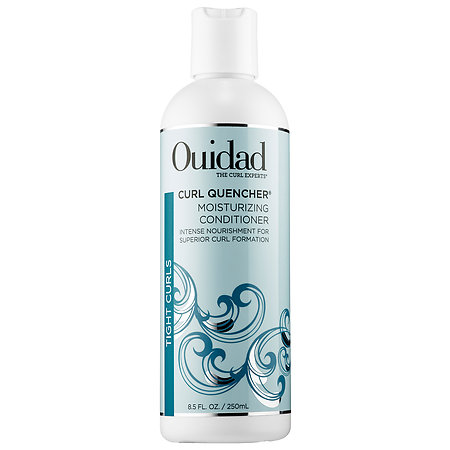 Ouidad
THE CURL EXPERTS®
CURL QUENCHER®
MOISTURIZING
CONDITIONER
INTENSE NOURISHMENT FOR
SUPERIOR CURL FORMATION
TIGHT CURLS
8.5 FL. OZ. / 250mL